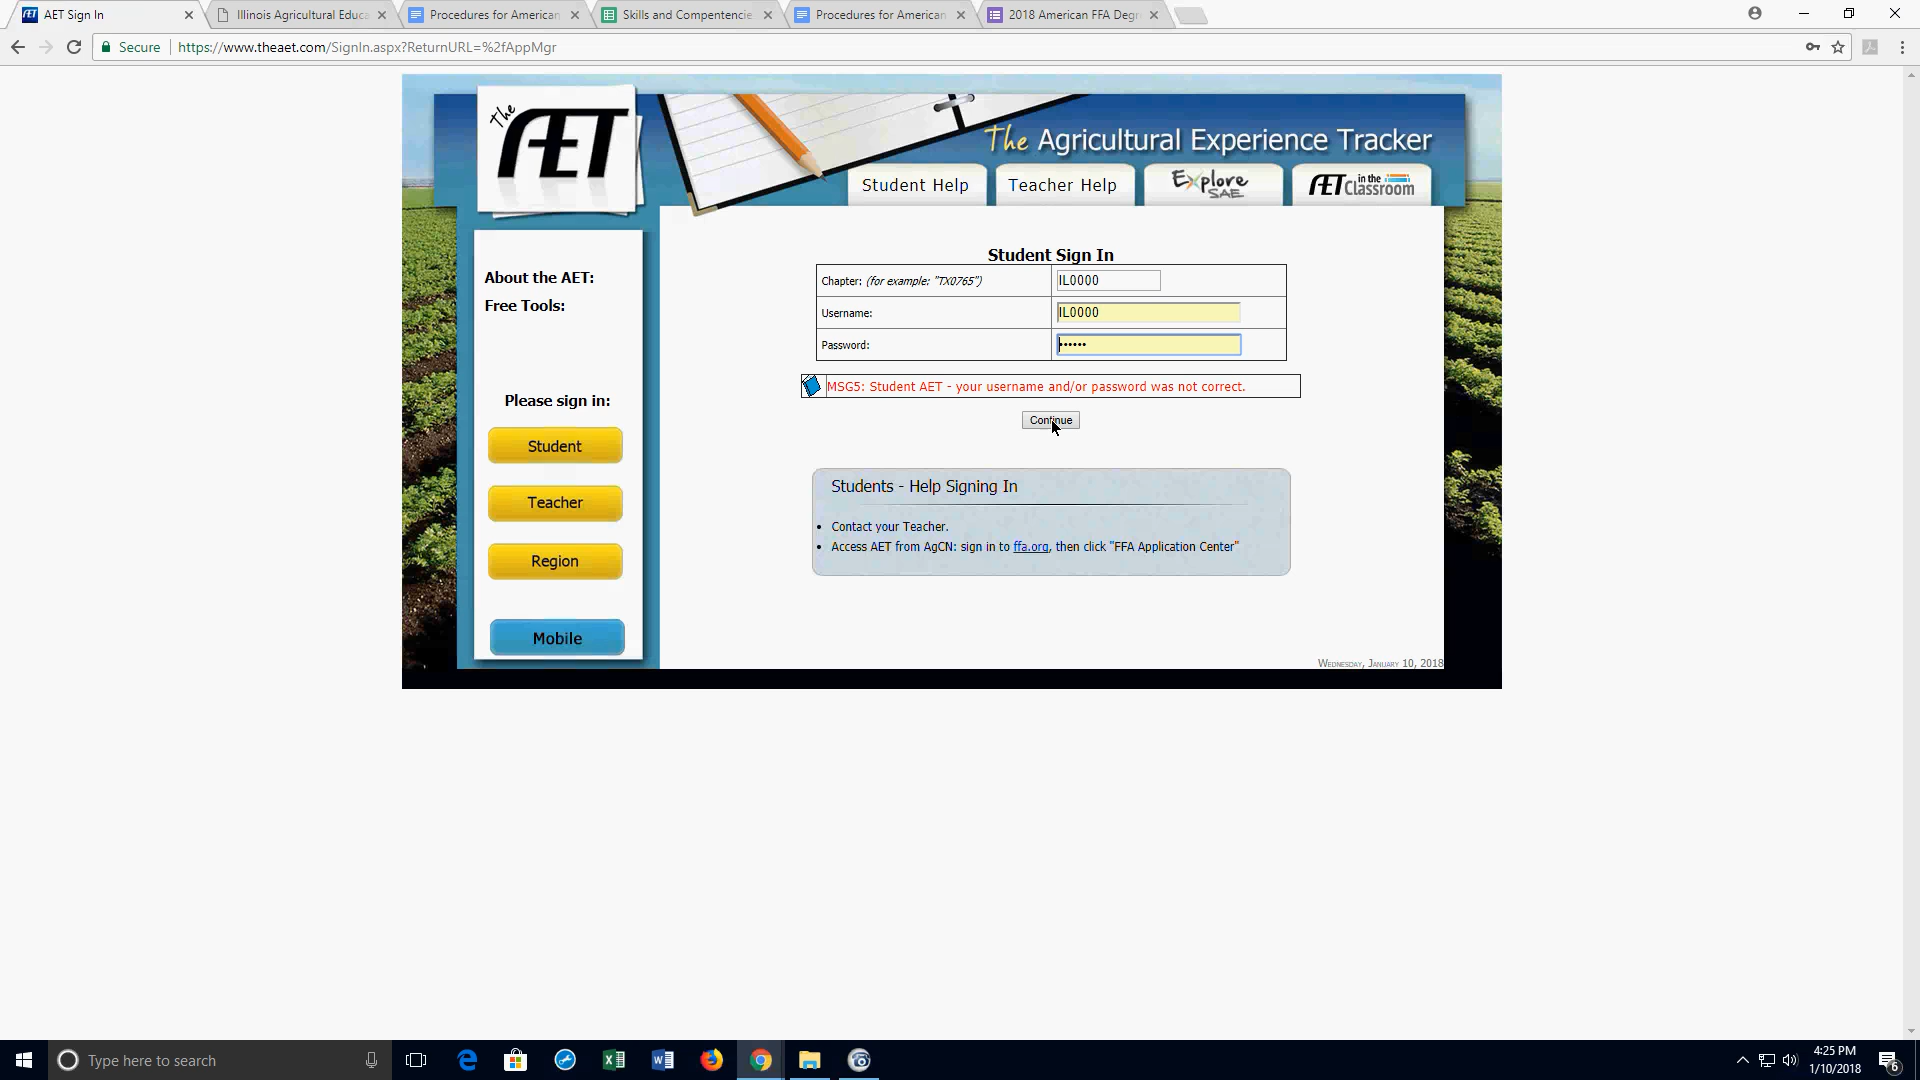 AET Sign In
Illinois Agricultural Educa
Procedures for American
Skills and Compentencie
Procedures for American
2018 American FFA Degr
Secure
https://www.theaet.com/SignIn.aspx?ReturnURL=%2fAppMgr
The AET
The Agricultural Experience Tracker
Student Help
Teacher Help
Explore SAE
AET in the Classroom
About the AET:
Free Tools:
Please sign in:
Student
Teacher
Region
Mobile
Student Sign In
Chapter: (for example: "TX0765")
IL0000
Username:
IL0000
Password:
••••••
MSG5: Student AET - your username and/or password was not correct.
Continue
Students - Help Signing In
• Contact your Teacher.
• Access AET from AgCN: sign in to ffa.org, then click "FFA Application Center"
Wednesday, January 10, 2018
Type here to search
4:25 PM
1/10/2018
6